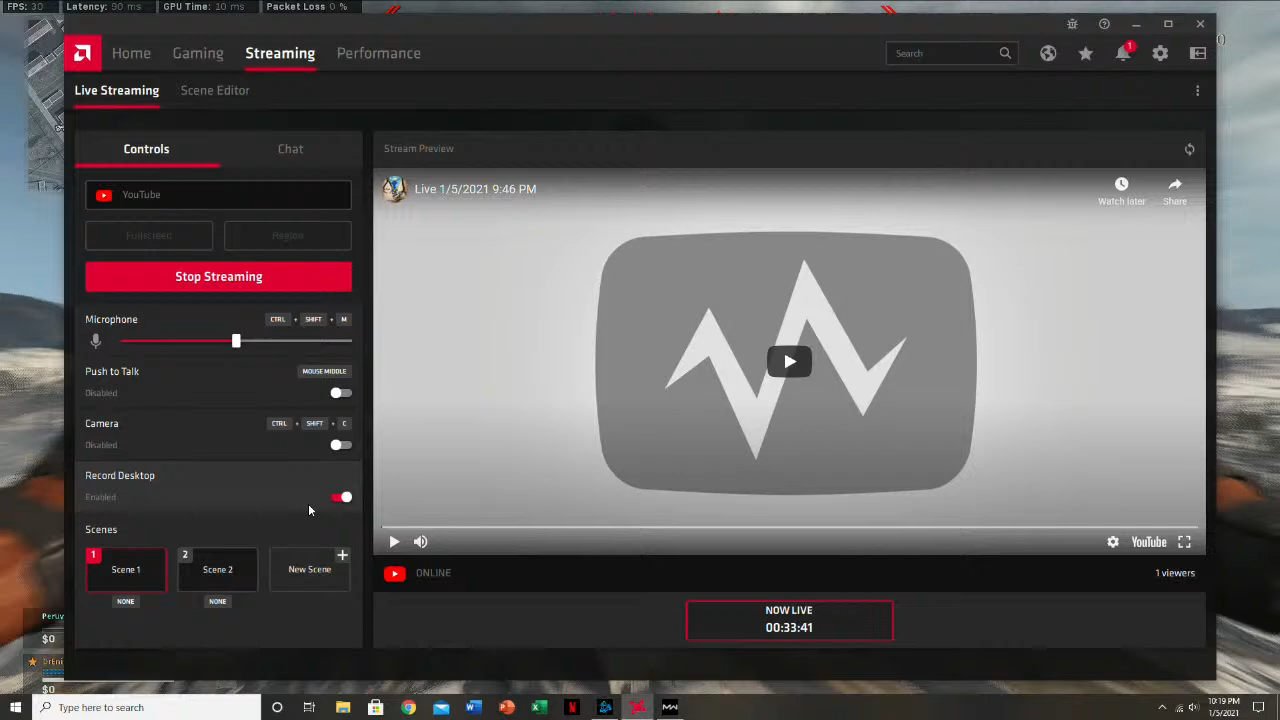 FPS: 30 Latency: 90 ms GPU Time: 10 ms Packet Loss 0 %
Home Gaming Streaming Performance
Search
1
Live Streaming Scene Editor
Controls Chat
YouTube
Fullscreen Region
Stop Streaming
Microphone CTRL + SHIFT + M
Push to Talk MOUSE MIDDLE
Disabled
Camera CTRL + SHIFT + C
Disabled
Record Desktop
Enabled
Scenes
1 2
Scene 1 Scene 2 New Scene
NONE NONE
Stream Preview
Live 1/5/2021 9:46 PM
Watch later Share
YouTube
ONLINE 1 viewers
NOW LIVE
00:33:41
$0
$0
Type here to search
10:19 PM
1/5/2021